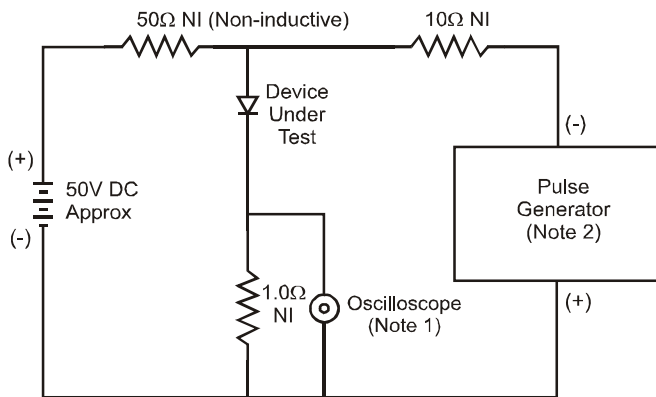 50Ω NI (Non-inductive)
10Ω NI
Device
Under
Test
(-)
(+)
50V DC
Approx
(-)
Pulse
Generator
(Note 2)
1.0Ω
NI
Oscilloscope
(Note 1)
(+)